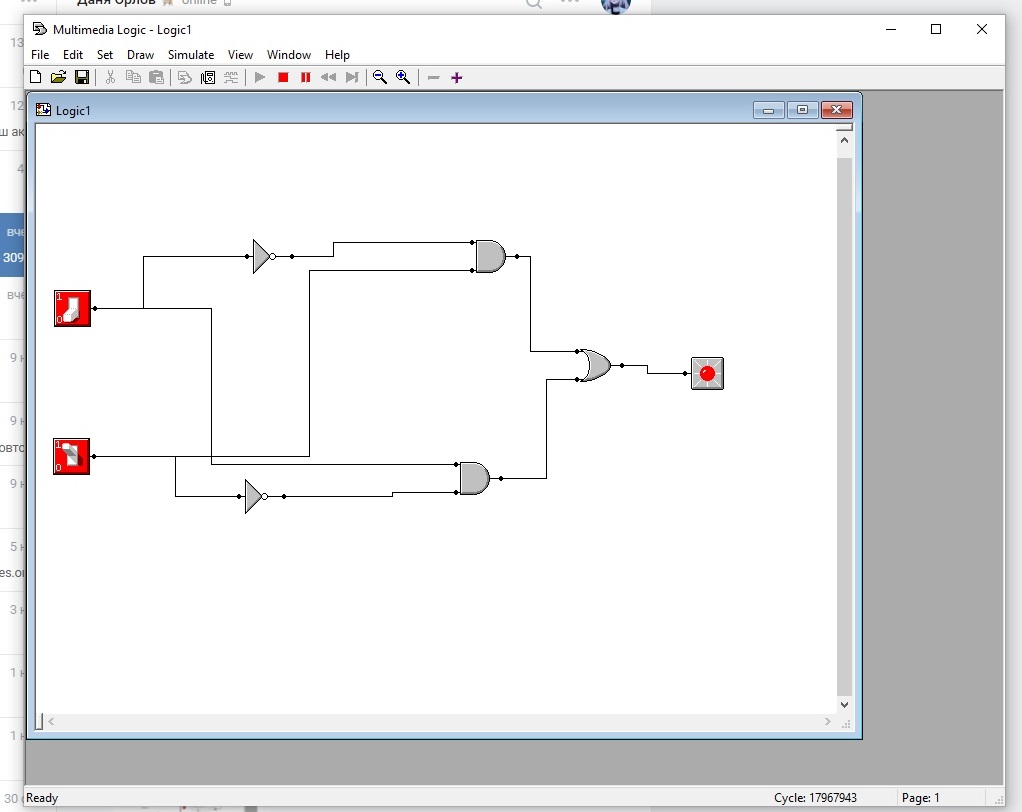 Даня Орлов online
Multimedia Logic - Logic1
File Edit Set Draw Simulate View Window Help
Logic1
13
12
ш ак
4
вче
309
вче
9 н
9 н
овто
9 н
5 н
es.or
3 н
1 н
1 н
30
1
0
1
0
Ready
Cycle: 17967943
Page: 1